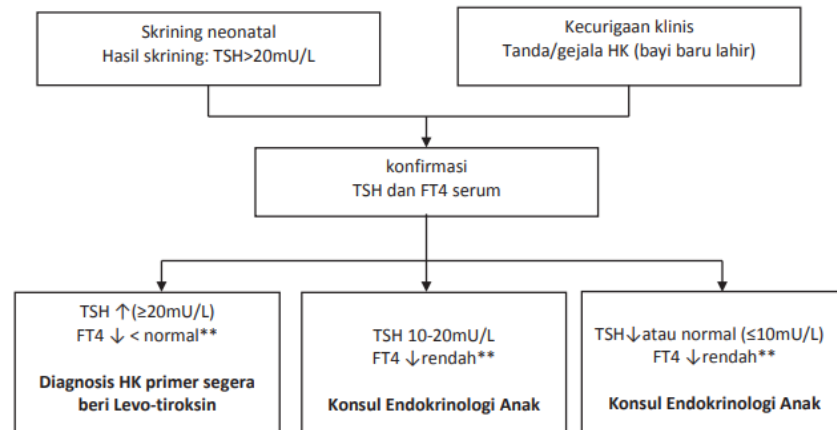 Skrining neonatal
Hasil skrining: TSH>20mU/L
Kecurigaan klinis
Tanda/gejala HK (bayi baru lahir)
konfirmasi
TSH dan FT4 serum
TSH ↑(≥20mU/L)
FT4 ↓ < normal**
Diagnosis HK primer segera
beri Levo-tiroksin
TSH 10-20mU/L
FT4 ↓rendah**
Konsul Endokrinologi Anak
TSH↓atau normal (≤10mU/L)
FT4 ↓rendah**
Konsul Endokrinologi Anak